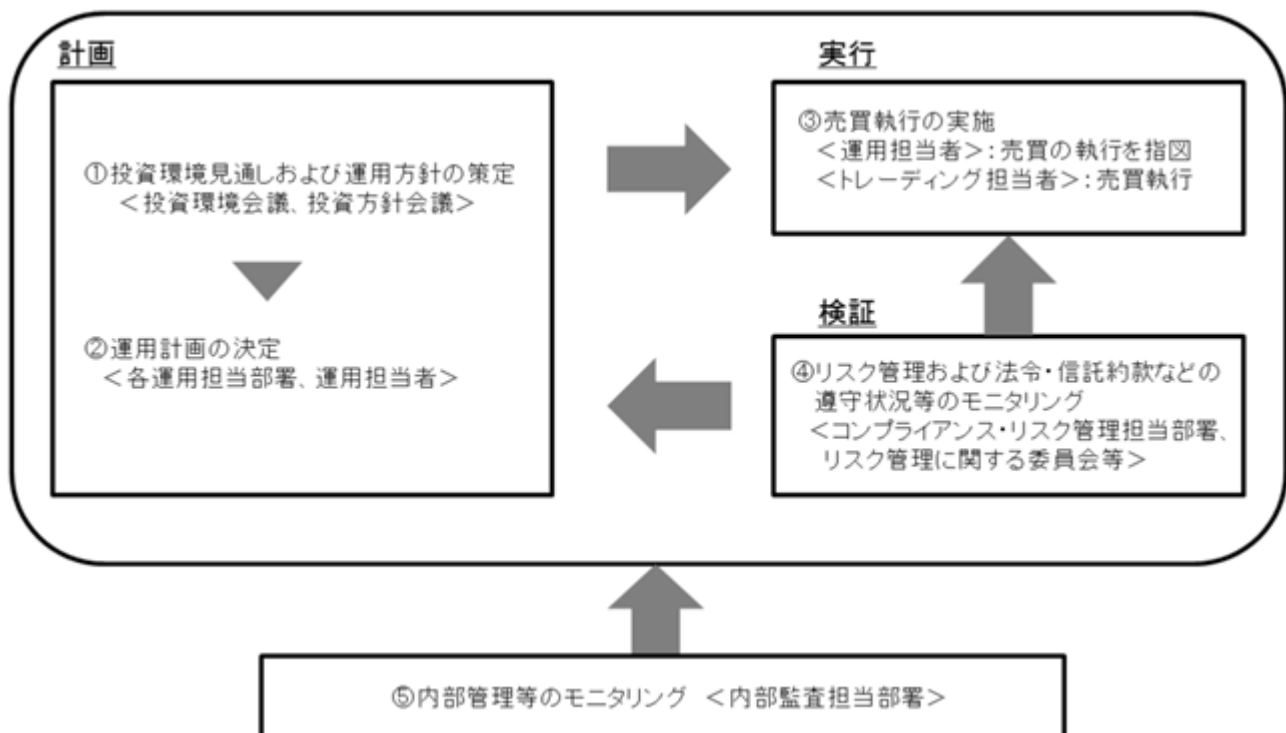 計画
①投資環境見通しおよび運用方針の策定
＜投資環境会議、投資方針会議＞
②運用計画の決定
＜各運用担当部署、運用担当者＞
実行
③売買執行の実施
＜運用担当者＞：売買の執行を指図
＜トレーディング担当者＞：売買執行
検証
④リスク管理および法令・信託約款などの
遵守状況等のモニタリング
＜コンプライアンス・リスク管理担当部署、
リスク管理に関する委員会等＞
⑤内部管理等のモニタリング ＜内部監査担当部署＞